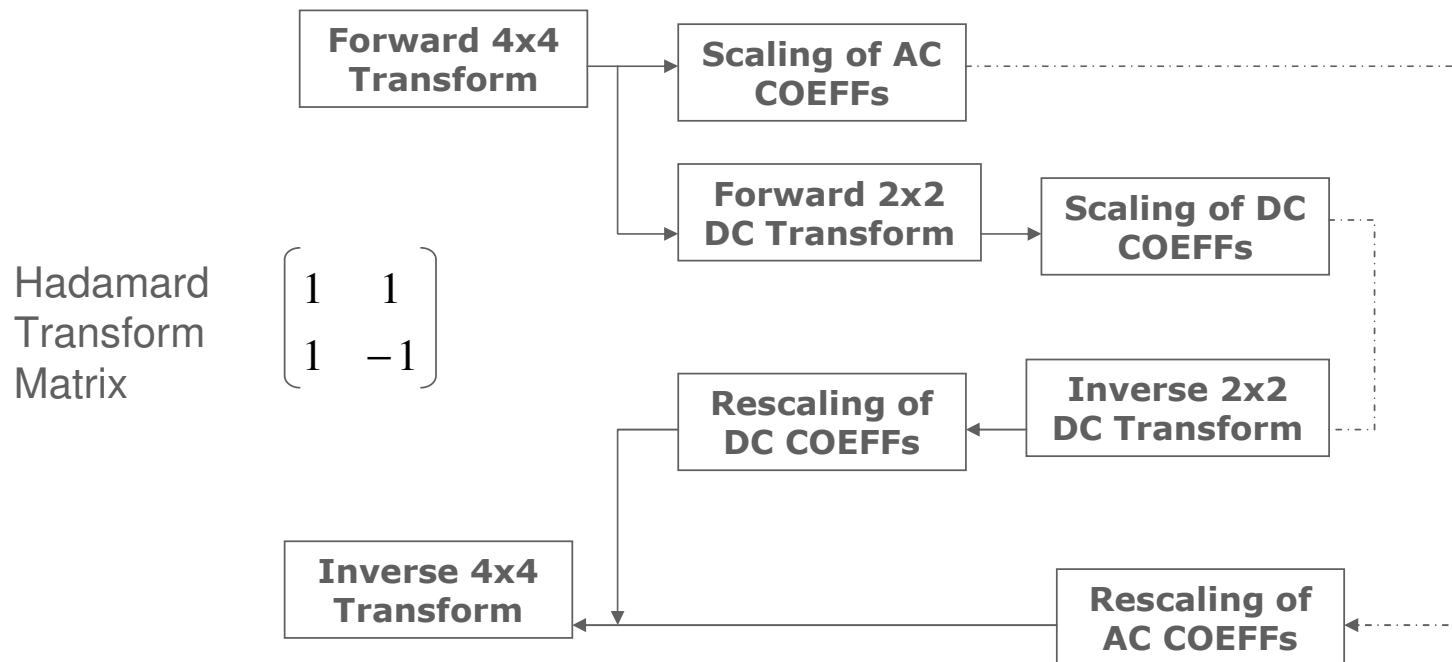 Forward 4x4
Transform
Scaling of AC
COEFFs
Forward 2x2
DC Transform
Scaling of DC
COEFFs
Hadamard
Transform
Matrix
1 1
1 −1
Rescaling of
DC COEFFs
Inverse 2x2
DC Transform
Inverse 4x4
Transform
Rescaling of
AC COEFFs